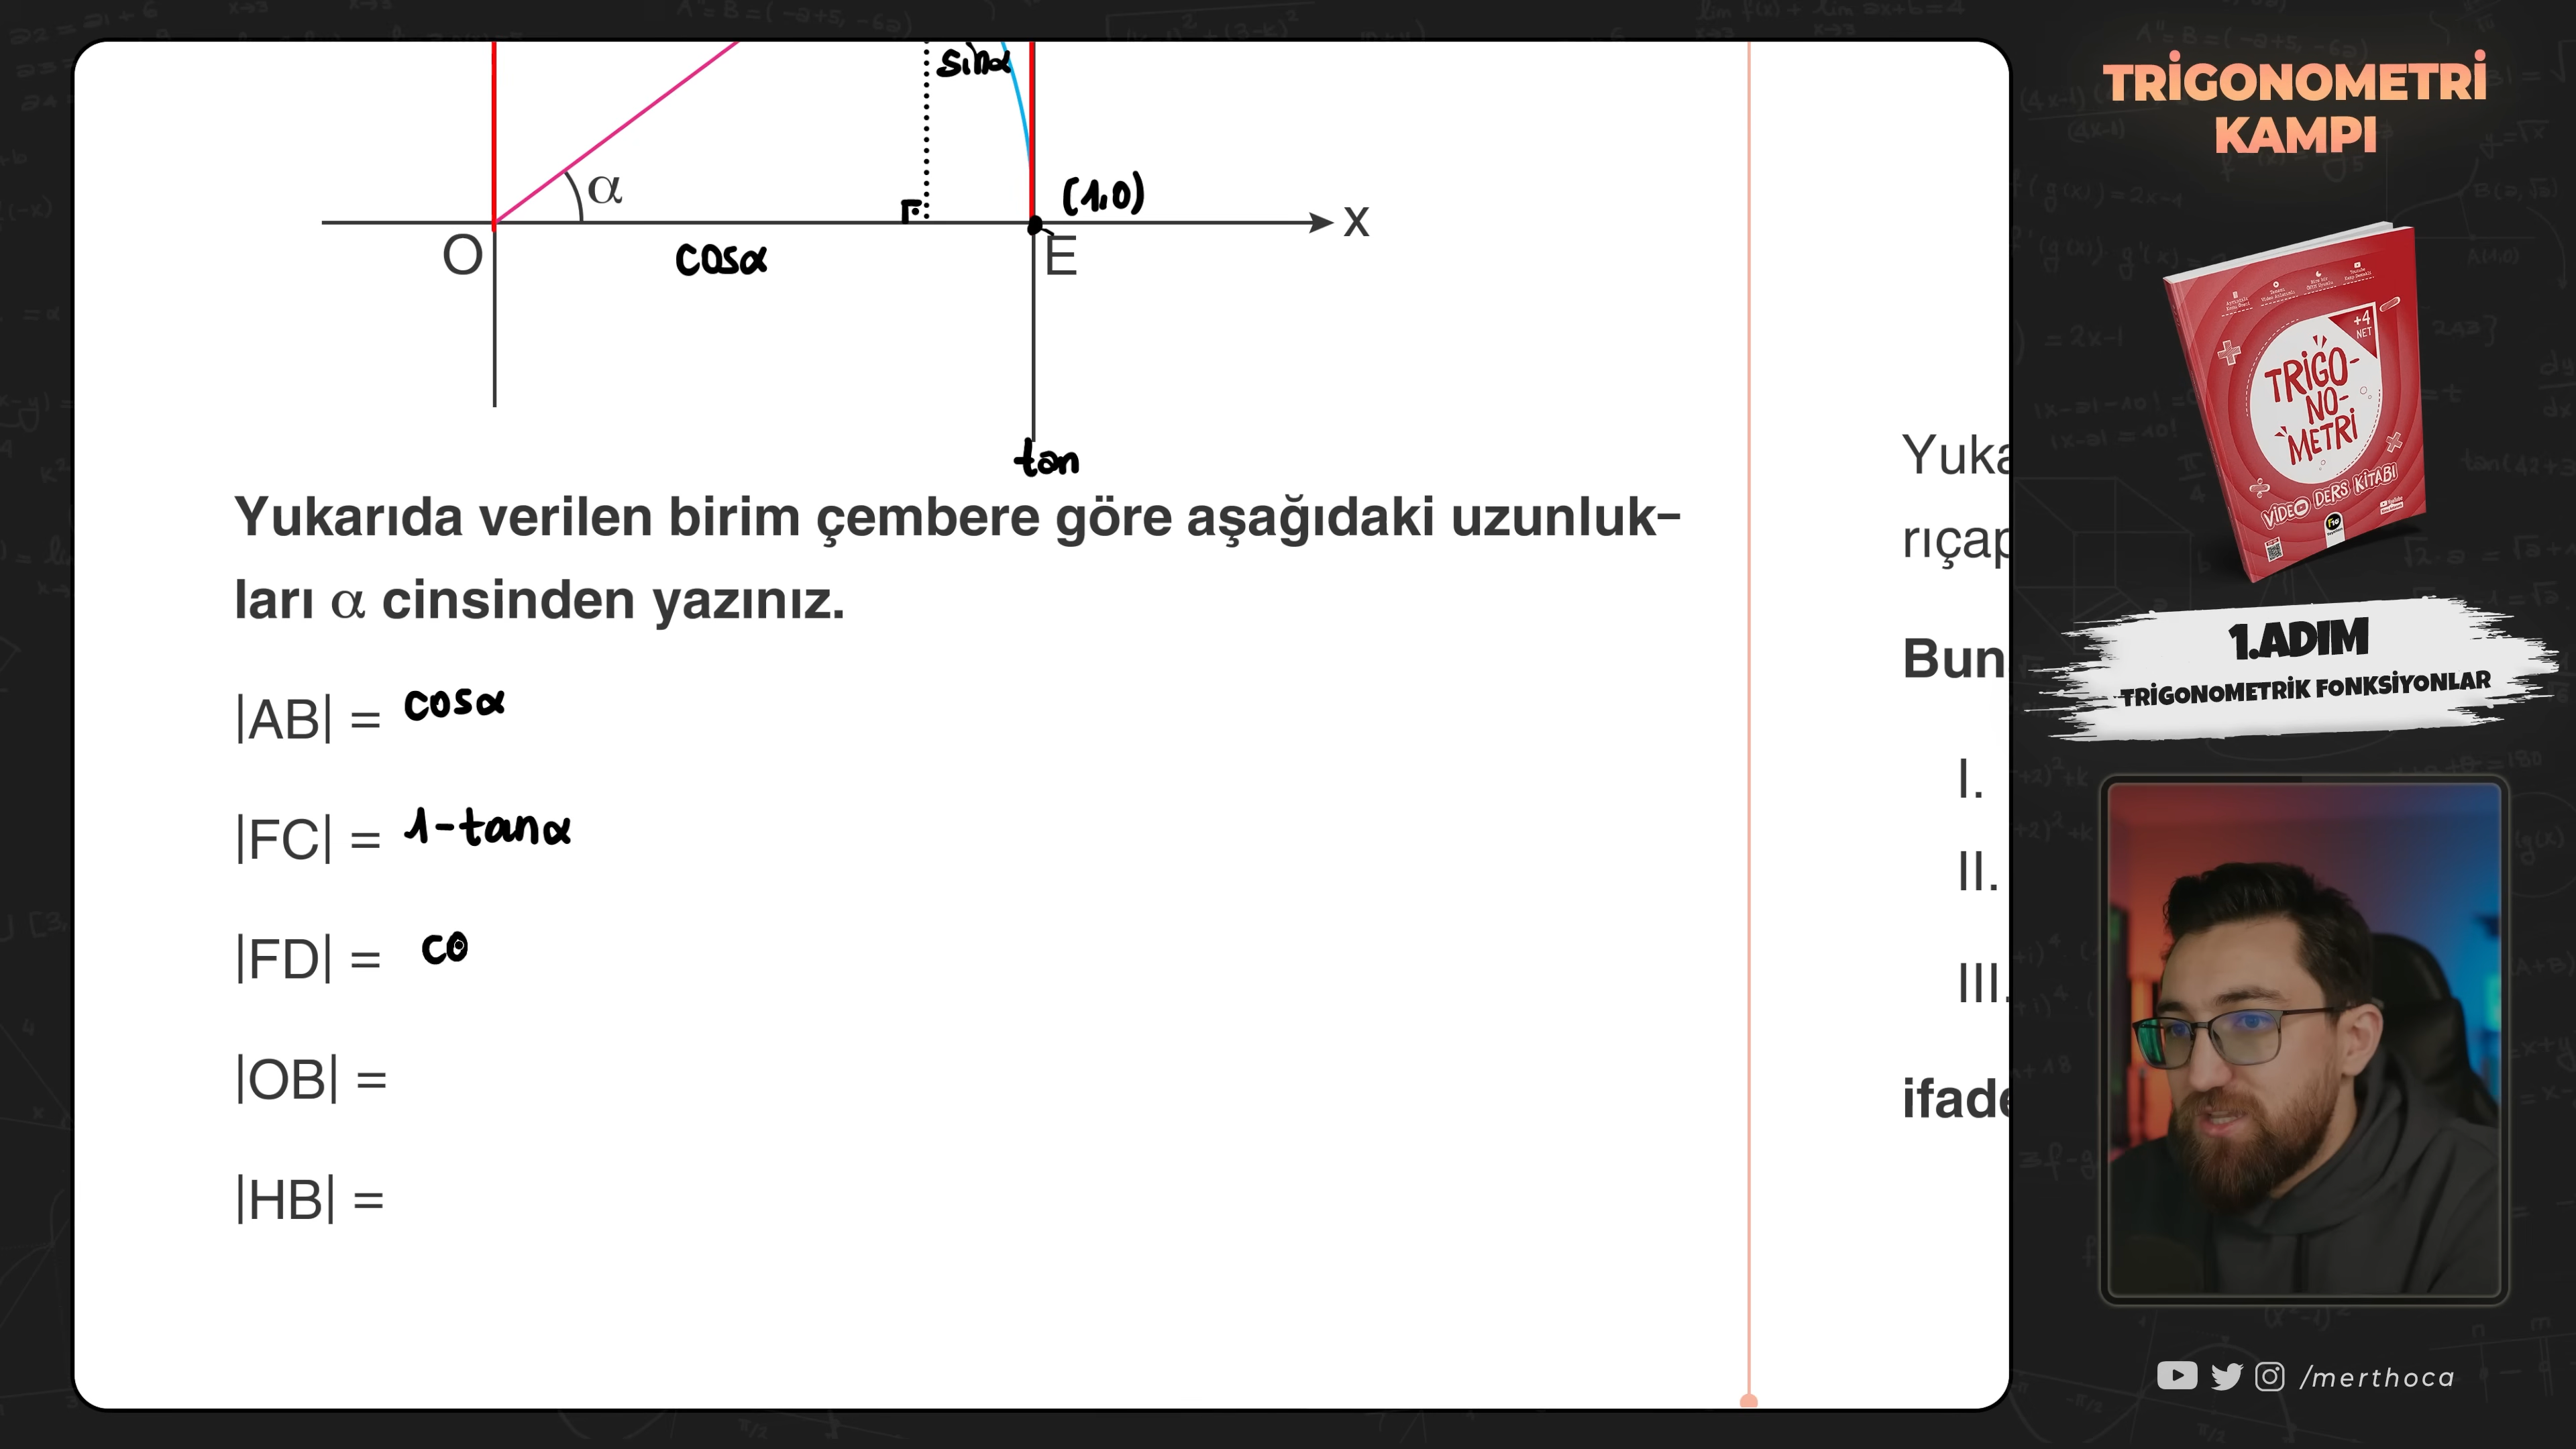 sinα
α
(1,0)
x
O
cosα
E
tan
Yukarıda verilen birim çembere göre aşağıdaki uzunluk-
ları α cinsinden yazınız.
|AB| = cosα
|FC| = 1-tanα
|FD| = co
|OB| =
|HB| =
Yuka
rıçap
Bun
I.
II.
III.
ifade
TRİGONOMETRİ
KAMPI
+4
NET
TRİGO-
NO-
METRİ
VİDEO DERS KİTABI
1.ADIM
TRİGONOMETRİK FONKSİYONLAR
/merthoca